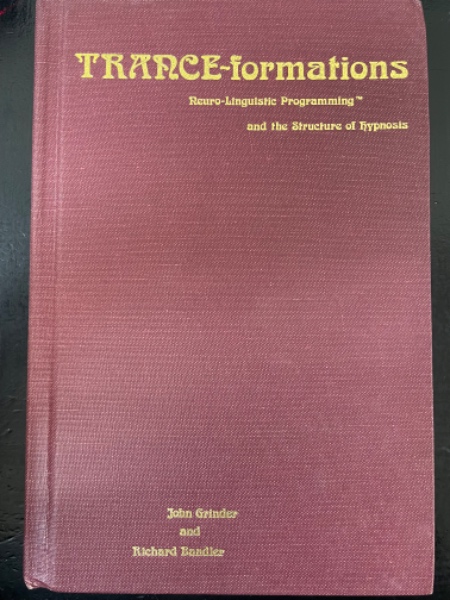 TRANCE-formations
Neuro-Linguistic Programming™
and the Structure of Hypnosis
John Grinder
and
Richard Bandler